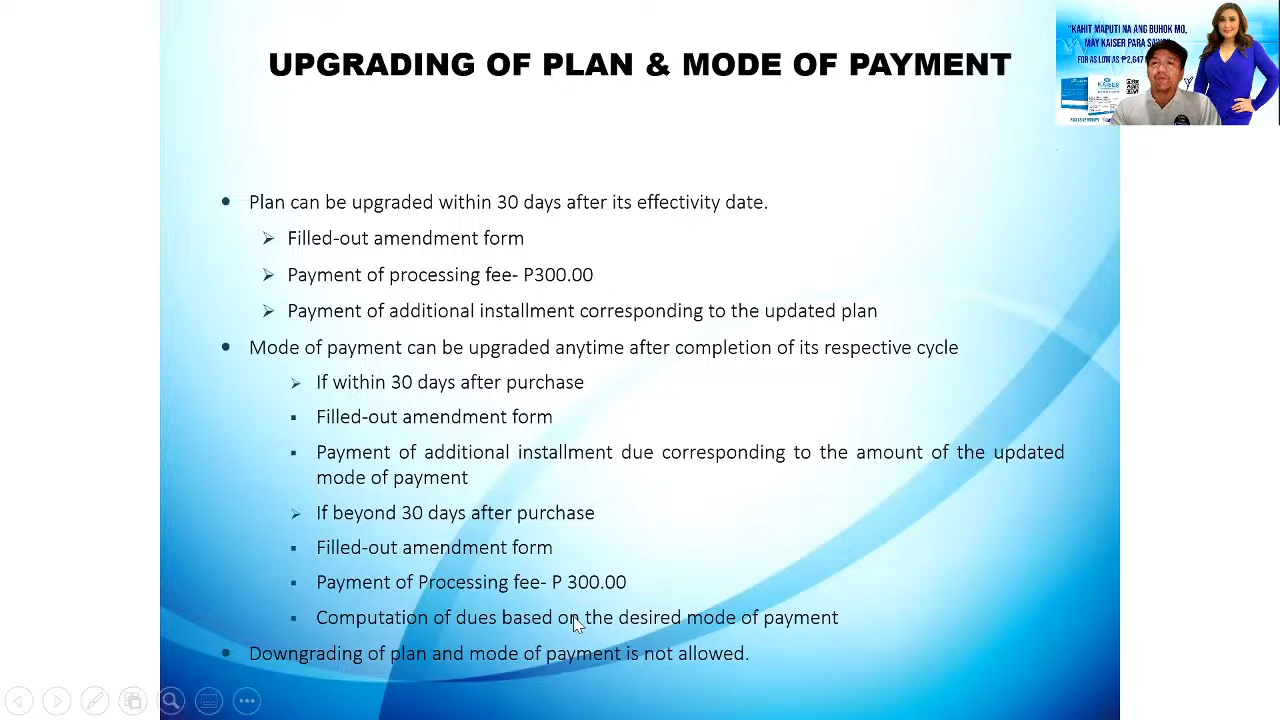 UPGRADING OF PLAN & MODE OF PAYMENT
"KAHIT MAPUTI NA ANG BUHOK MO,
MAY KAISER PARA
FOR AS LOW AS ₱2,647
KAISER
• Plan can be upgraded within 30 days after its effectivity date.
➢ Filled-out amendment form
➢ Payment of processing fee- P300.00
➢ Payment of additional installment corresponding to the updated plan
• Mode of payment can be upgraded anytime after completion of its respective cycle
➢ If within 30 days after purchase
▪ Filled-out amendment form
▪ Payment of additional installment due corresponding to the amount of the updated
mode of payment
➢ If beyond 30 days after purchase
▪ Filled-out amendment form
▪ Payment of Processing fee- P 300.00
▪ Computation of dues based on the desired mode of payment
• Downgrading of plan and mode of payment is not allowed.